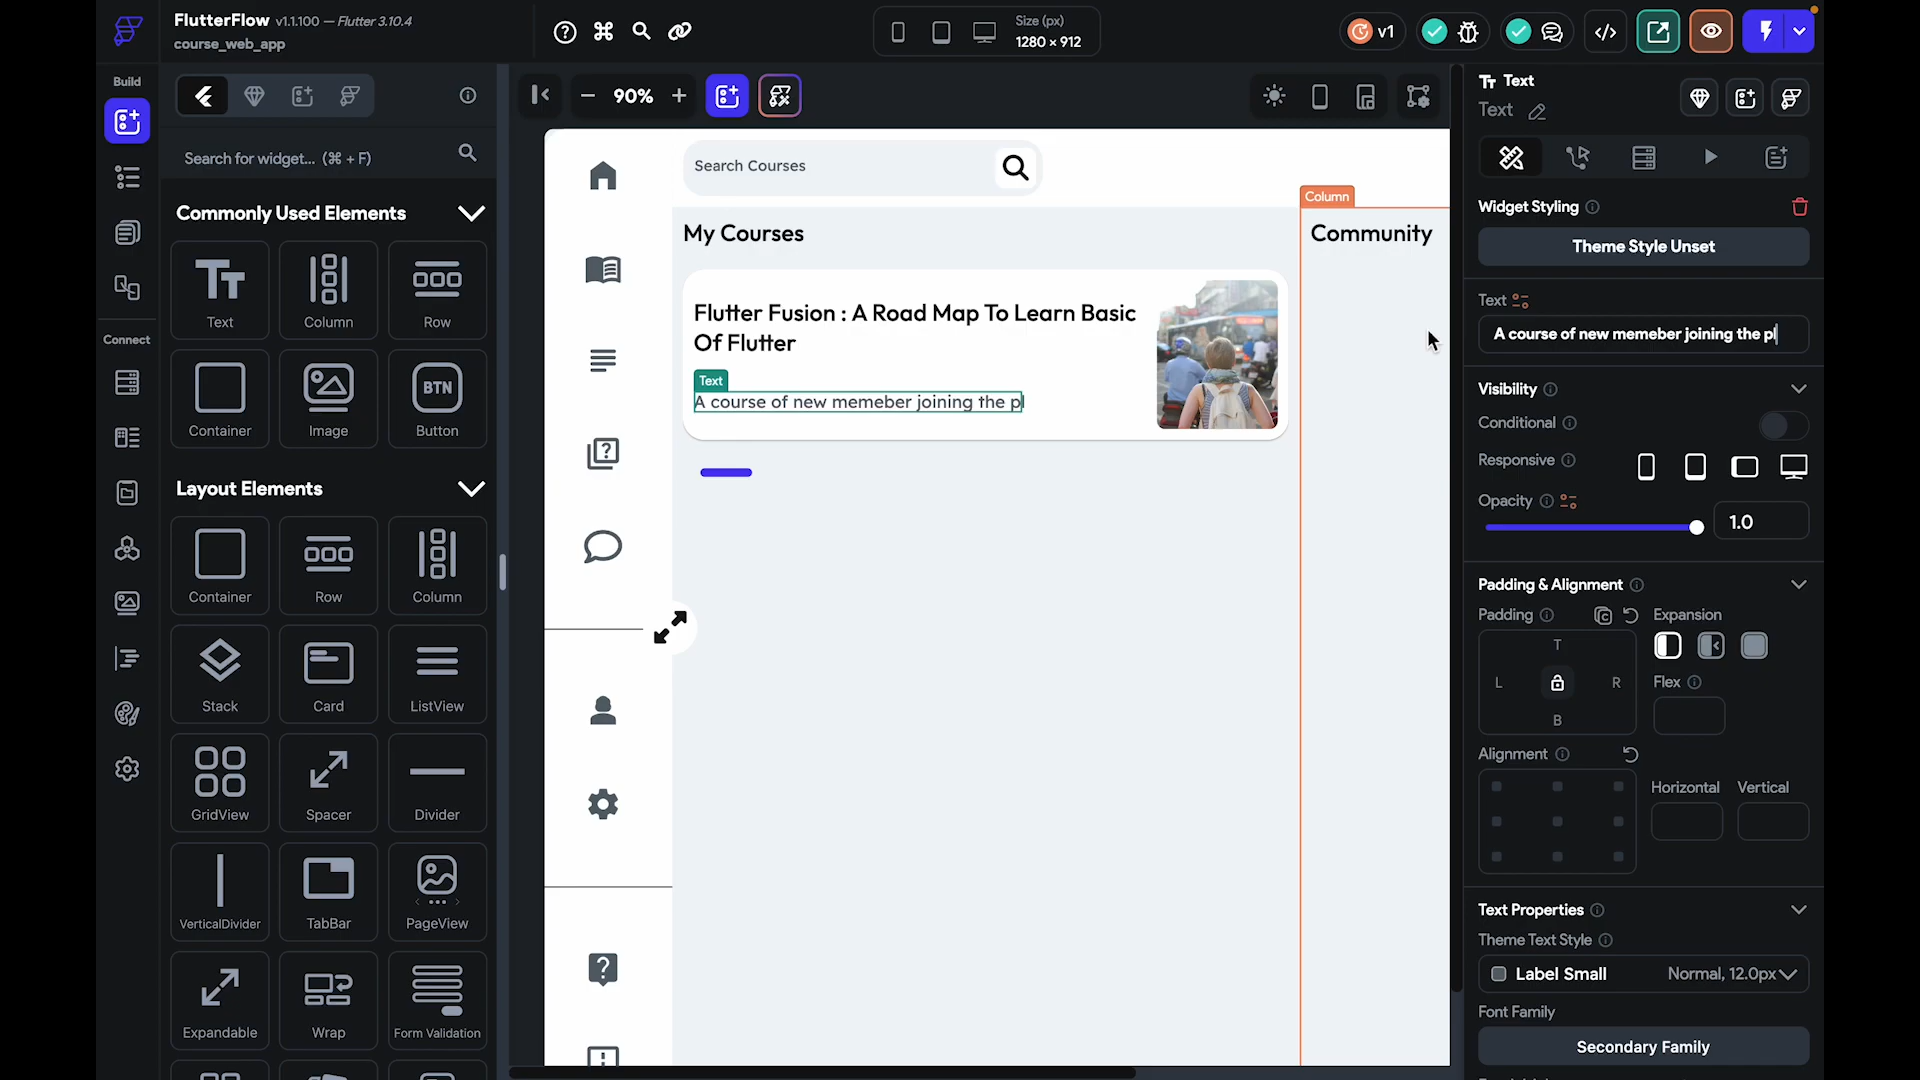 FlutterFlow v1.1.100 — Flutter 3.10.4
course_web_app
Size (px)
1280 × 912
v1
Build
Connect
90%
Search for widget... (⌘ + F)
Commonly Used Elements
Text
Column
Row
Container
Image
BTN
Button
Layout Elements
Container
Row
Column
Stack
Card
ListView
GridView
Spacer
Divider
VerticalDivider
TabBar
PageView
Expandable
Wrap
Form Validation
Search Courses
Column
My Courses
Community
Flutter Fusion : A Road Map To Learn Basic
Of Flutter
Text
A course of new memeber joining the pl
Text
Text
Widget Styling
Theme Style Unset
Text
A course of new memeber joining the pl
Visibility
Conditional
Responsive
Opacity
1.0
Padding & Alignment
Padding
Expansion
T
L
R
B
Flex
Alignment
Horizontal
Vertical
Text Properties
Theme Text Style
Label Small
Normal, 12.0px
Font Family
Secondary Family